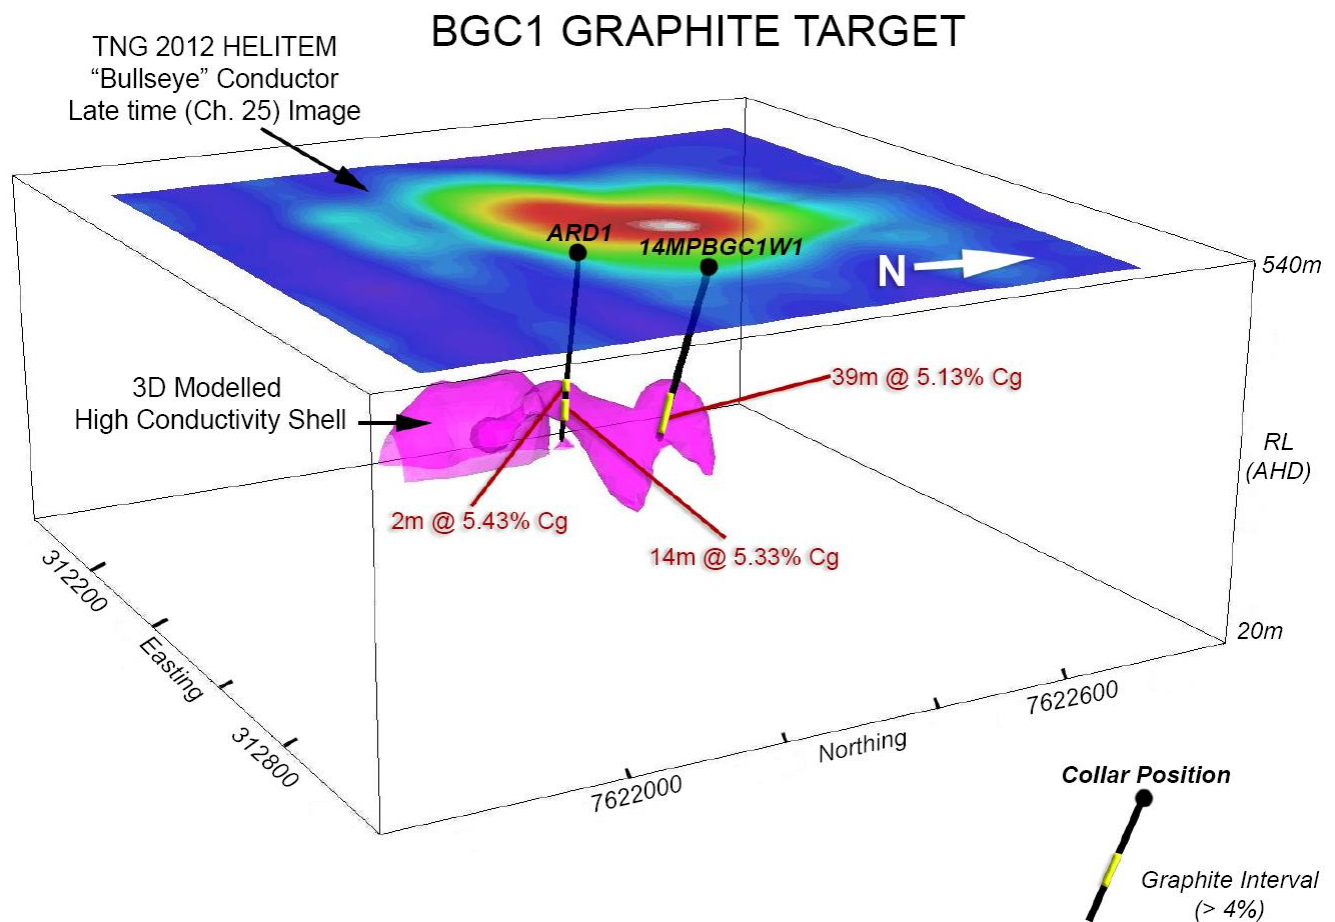 BGC1 GRAPHITE TARGET
TNG 2012 HELITEM
“Bullseye” Conductor
Late time (Ch. 25) Image
ARD1
14MPBGC1W1
N
540m
3D Modelled
High Conductivity Shell
39m @ 5.13% Cg
RL
(AHD)
2m @ 5.43% Cg
14m @ 5.33% Cg
20m
312200
Easting
312800
7622000
Northing
7622600
Collar Position
Graphite Interval
(> 4%)